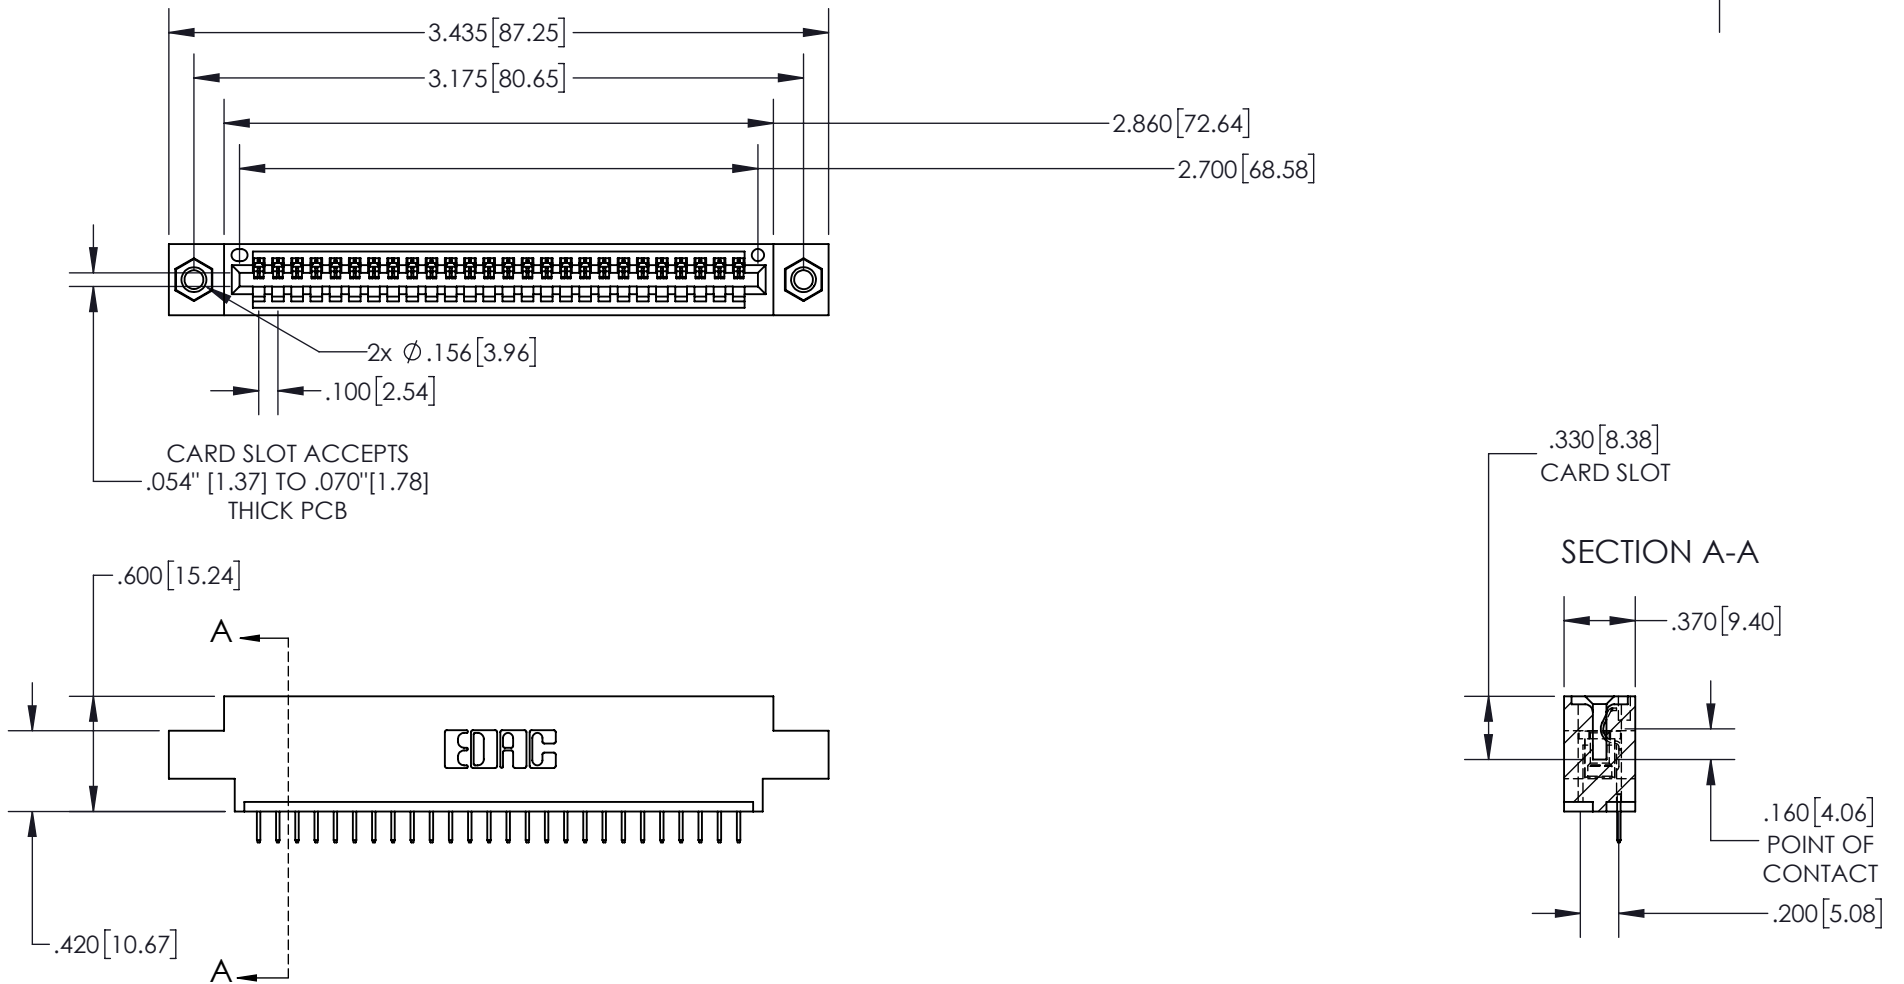 3.435[87.25]
3.175[80.65]
2.860[72.64]
2.700[68.58]
2x ∅.156[3.96]
.100[2.54]
CARD SLOT ACCEPTS
.054" [1.37] TO .070"[1.78]
THICK PCB
.330[8.38]
CARD SLOT
SECTION A-A
.600[15.24]
.370[9.40]
A
EDAC
.160[4.06]
POINT OF
CONTACT
.200[5.08]
.420[10.67]
A